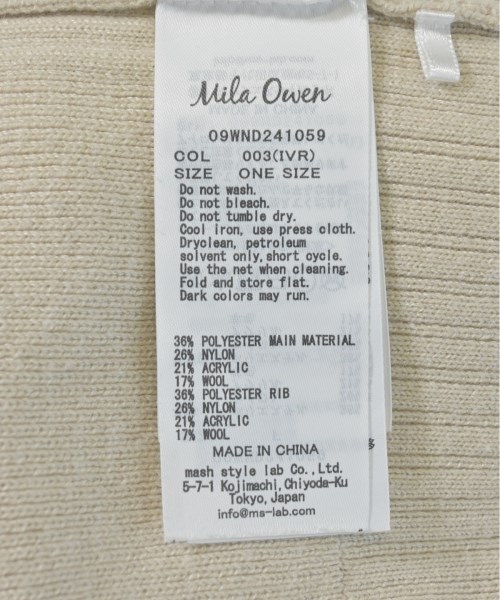 Mila Owen
09WND241059
COL 003(IVR)
SIZE ONE SIZE
Do not wash.
Do not bleach.
Do not tumble dry.
Cool iron, use press cloth.
Dryclean, petroleum
solvent only,short cycle.
Use the net when cleaning.
Fold and store flat.
Dark colors may run.
36% POLYESTER MAIN MATERIAL
26% NYLON
21% ACRYLIC
17% WOOL
36% POLYESTER RIB
26% NYLON
21% ACRYLIC
17% WOOL
MADE IN CHINA
mash style lab Co.,Ltd.
5-7-1 Kojimachi,Chiyoda-Ku
Tokyo,Japan
info@ms-lab.com